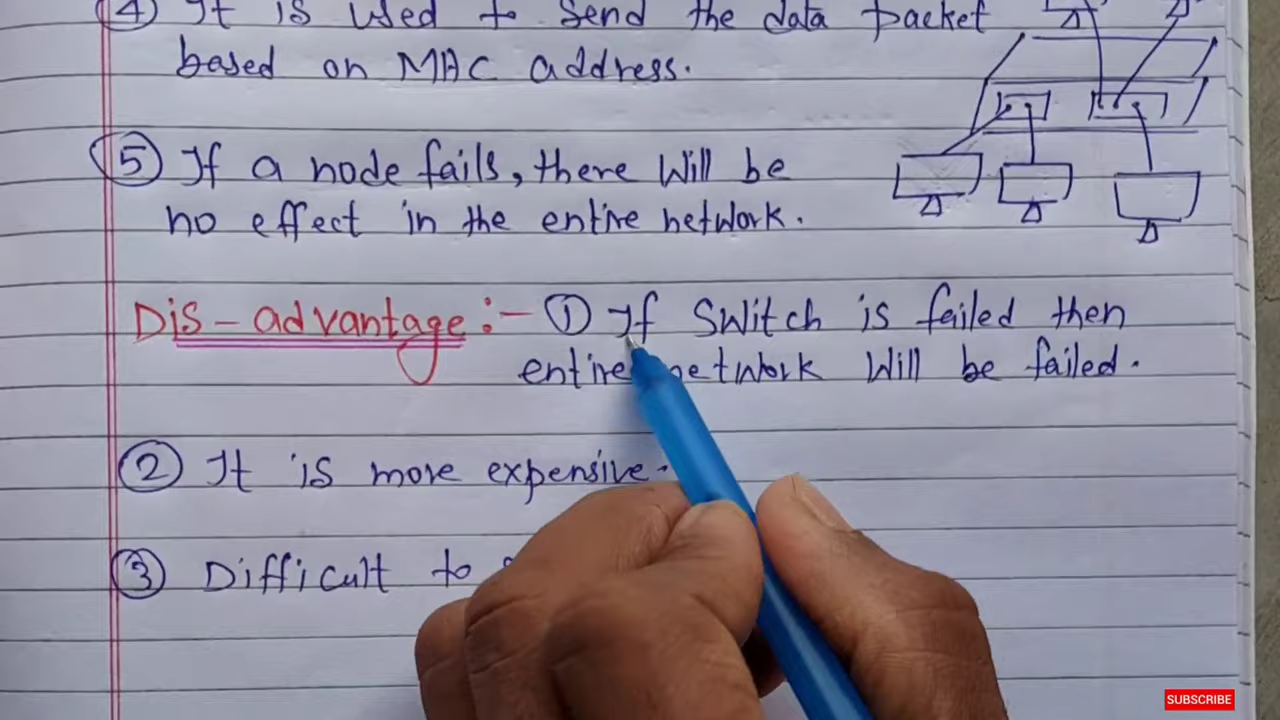 ④ It is used to send the data packet
based on MAC address.
⑤ If a node fails, there will be
no effect in the entire network.
Dis-advantage :- ① If Switch is failed then
entire network will be failed.
② It is more expensive.
③ Difficult to
SUBSCRIBE